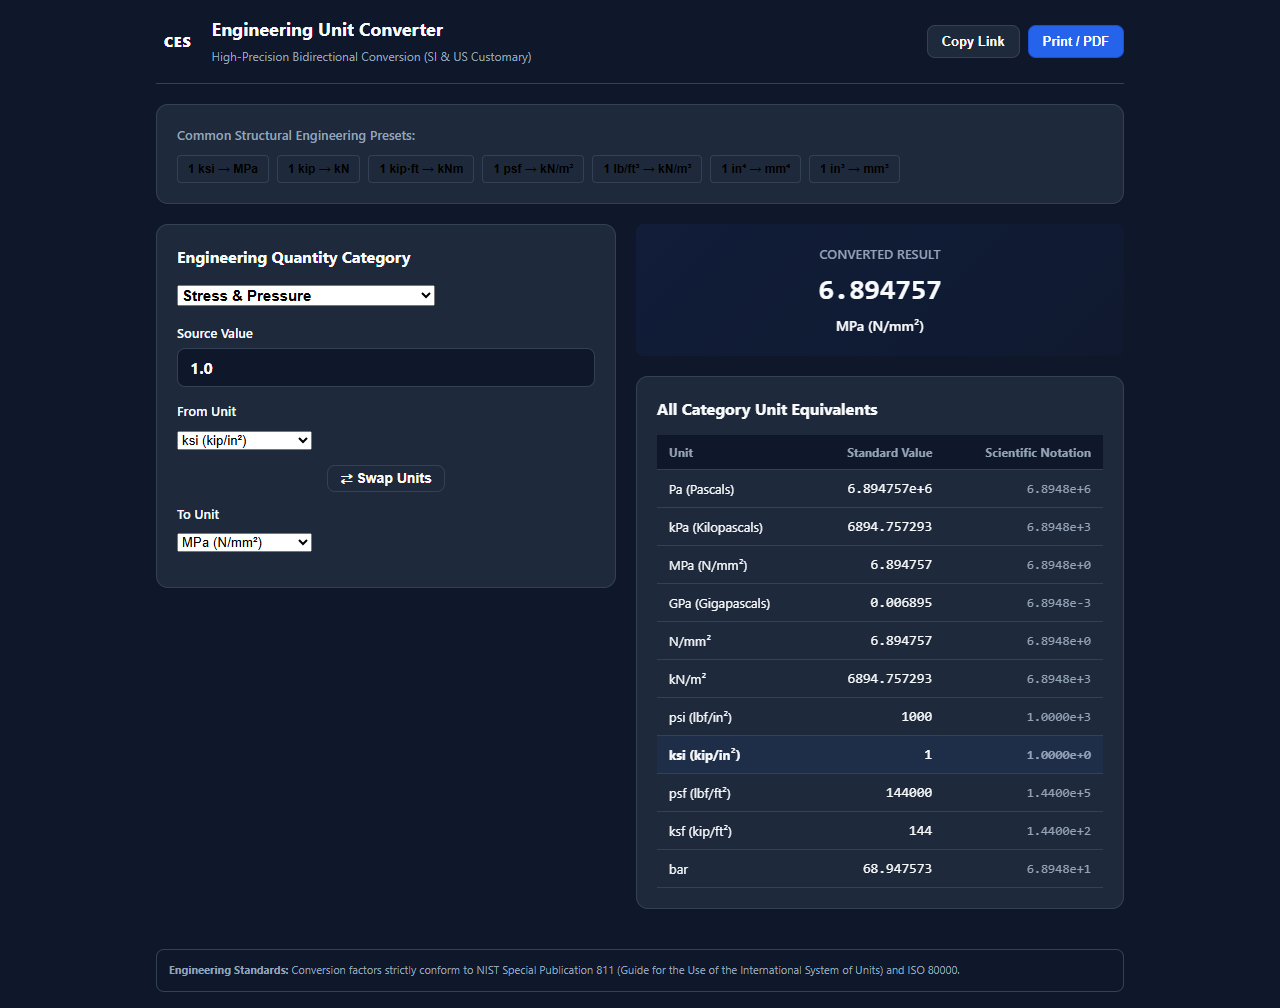 CES
Engineering Unit Converter
High-Precision Bidirectional Conversion (SI & US Customary)
Copy Link
Print / PDF
Common Structural Engineering Presets:
1 ksi → MPa
1 kip → kN
1 kip·ft → kNm
1 psf → kN/m²
1 lb/ft³ → kN/m³
1 in⁴ → mm⁴
1 in³ → mm³
Engineering Quantity Category
Stress & Pressure
Source Value
1.0
From Unit
ksi (kip/in²)
⇄ Swap Units
To Unit
MPa (N/mm²)
CONVERTED RESULT
6.894757
MPa (N/mm²)
All Category Unit Equivalents
Unit Standard Value Scientific Notation
Pa (Pascals) 6.894757e+6 6.8948e+6
kPa (Kilopascals) 6894.757293 6.8948e+3
MPa (N/mm²) 6.894757 6.8948e+0
GPa (Gigapascals) 0.006895 6.8948e-3
N/mm² 6.894757 6.8948e+0
kN/m² 6894.757293 6.8948e+3
psi (lbf/in²) 1000 1.0000e+3
ksi (kip/in²) 1 1.0000e+0
psf (lbf/ft²) 144000 1.4400e+5
ksf (kip/ft²) 144 1.4400e+2
bar 68.947573 6.8948e+1
Engineering Standards: Conversion factors strictly conform to NIST Special Publication 811 (Guide for the Use of the International System of Units) and ISO 80000.